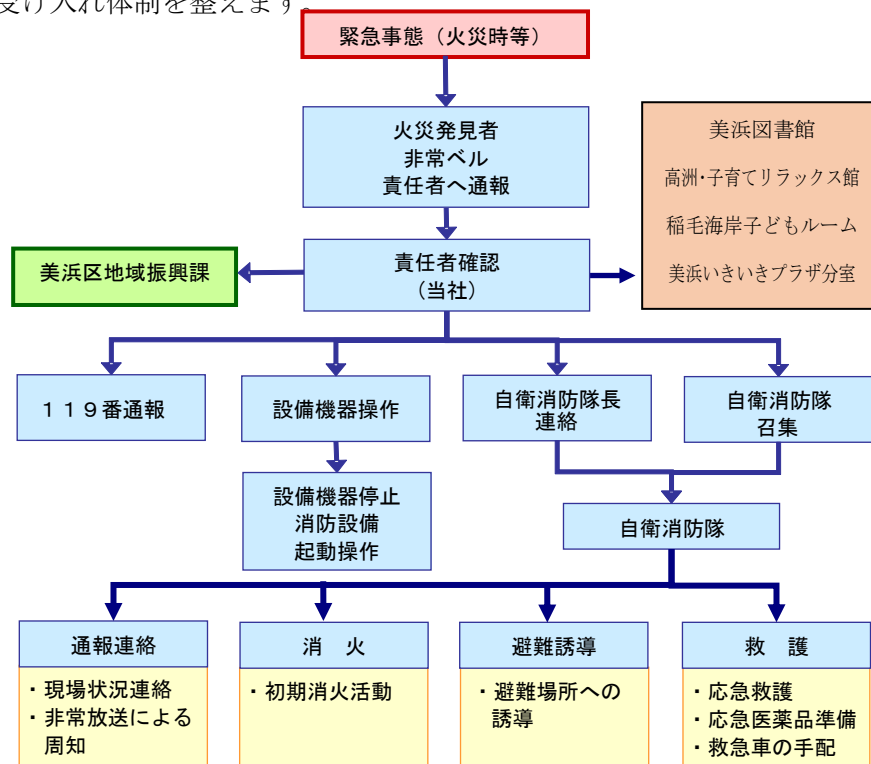 受け入れ体制を整えます。
緊急事態（火災時等）
火災発見者
非常ベル
責任者へ通報
美浜図書館
高洲・子育てリラックス館
稲毛海岸子どもルーム
美浜いきいきプラザ分室
美浜区地域振興課
責任者確認
（当社）
１１９番通報
設備機器操作
自衛消防隊長
連絡
自衛消防隊
召集
設備機器停止
消防設備
起動操作
自衛消防隊
通報連絡
・現場状況連絡
・非常放送による
周知
消　火
・初期消火活動
避難誘導
・避難場所への
誘導
救　護
・応急救護
・応急医薬品準備
・救急車の手配